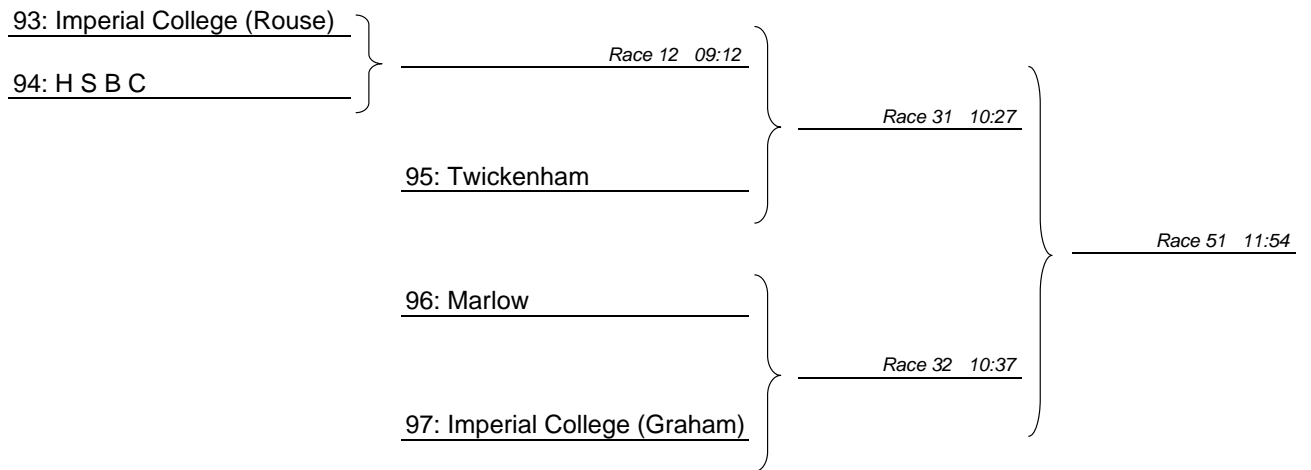 93: Imperial College (Rouse)
94: H S B C
Race 12 09:12
95: Twickenham
Race 31 10:27
96: Marlow
97: Imperial College (Graham)
Race 32 10:37
Race 51 11:54